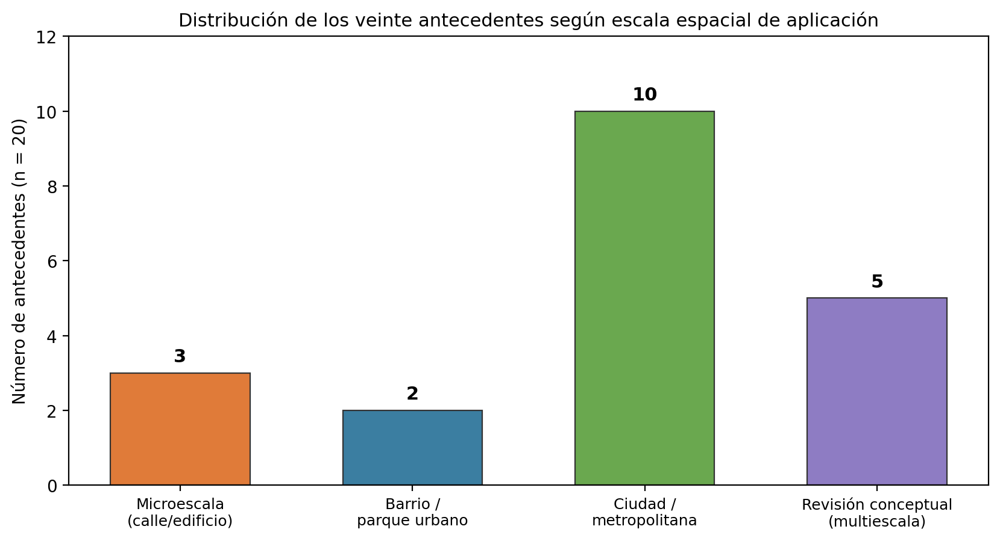 Distribución de los veinte antecedentes según escala espacial de aplicación
Número de antecedentes (n = 20)
12
10
8
6
4
2
0
3
2
10
5
Microescala
(calle/edificio)
Barrio /
parque urbano
Ciudad /
metropolitana
Revisión conceptual
(multiescala)